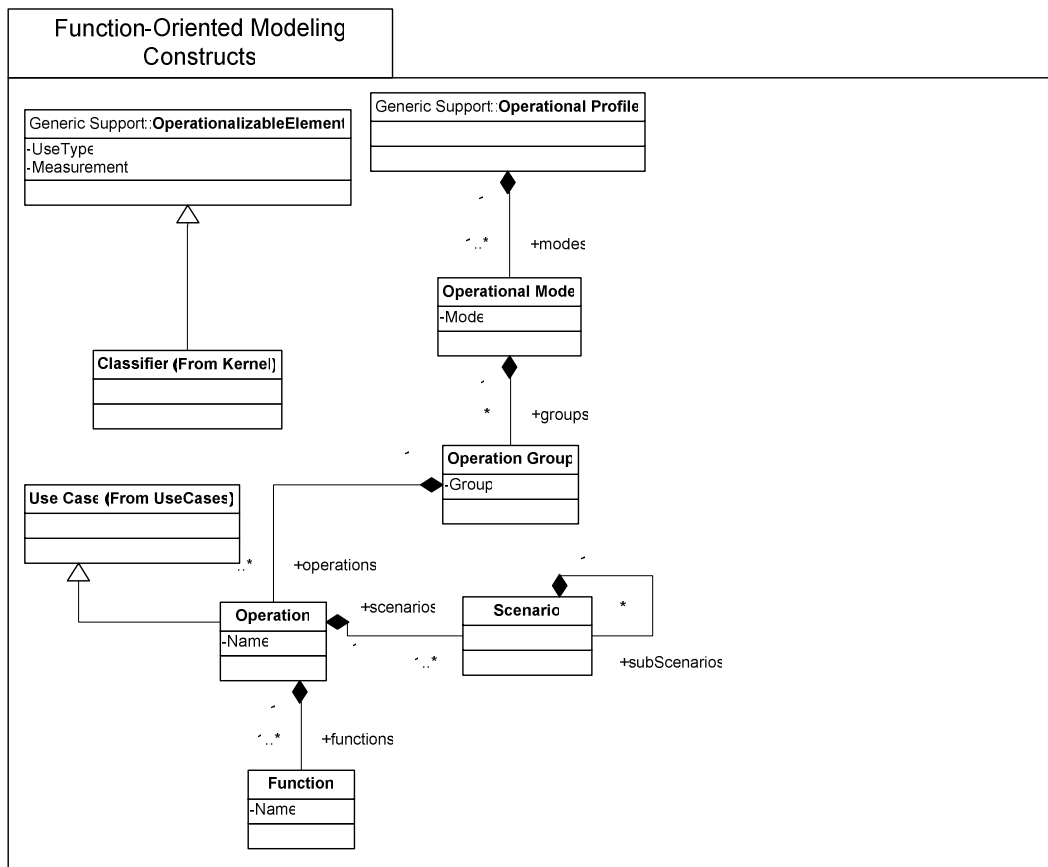 Function-Oriented Modeling
Constructs
Generic Support::OperationalizableElement
-UseType
-Measurement
Generic Support::Operational Profile
..*
+modes
Operational Mode
-Mode
Classifier (From Kernel)
*
+groups
Operation Group
-Group
Use Case (From UseCases)
..*
+operations
Operation
-Name
+scenarios
..*
Scenario
*
+subScenarios
..*
+functions
Function
-Name